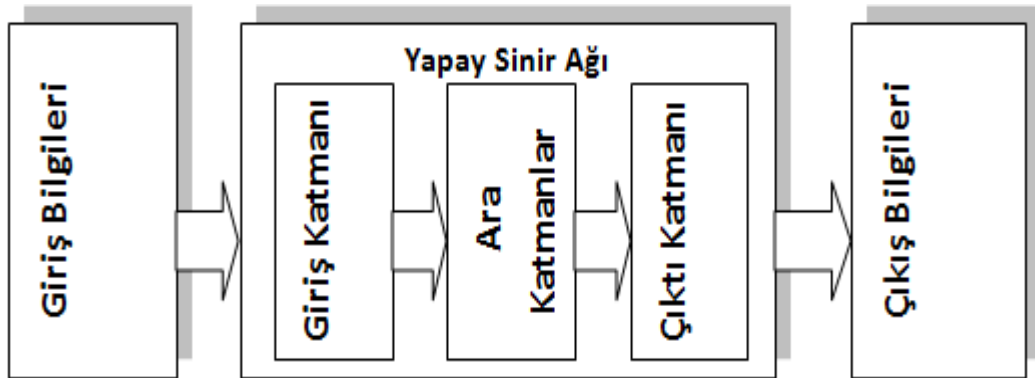 Giriş Bilgileri
Yapay Sinir Ağı
Giriş Katmanı
Ara
Katmanlar
Çıktı Katmanı
Çıkış Bilgileri